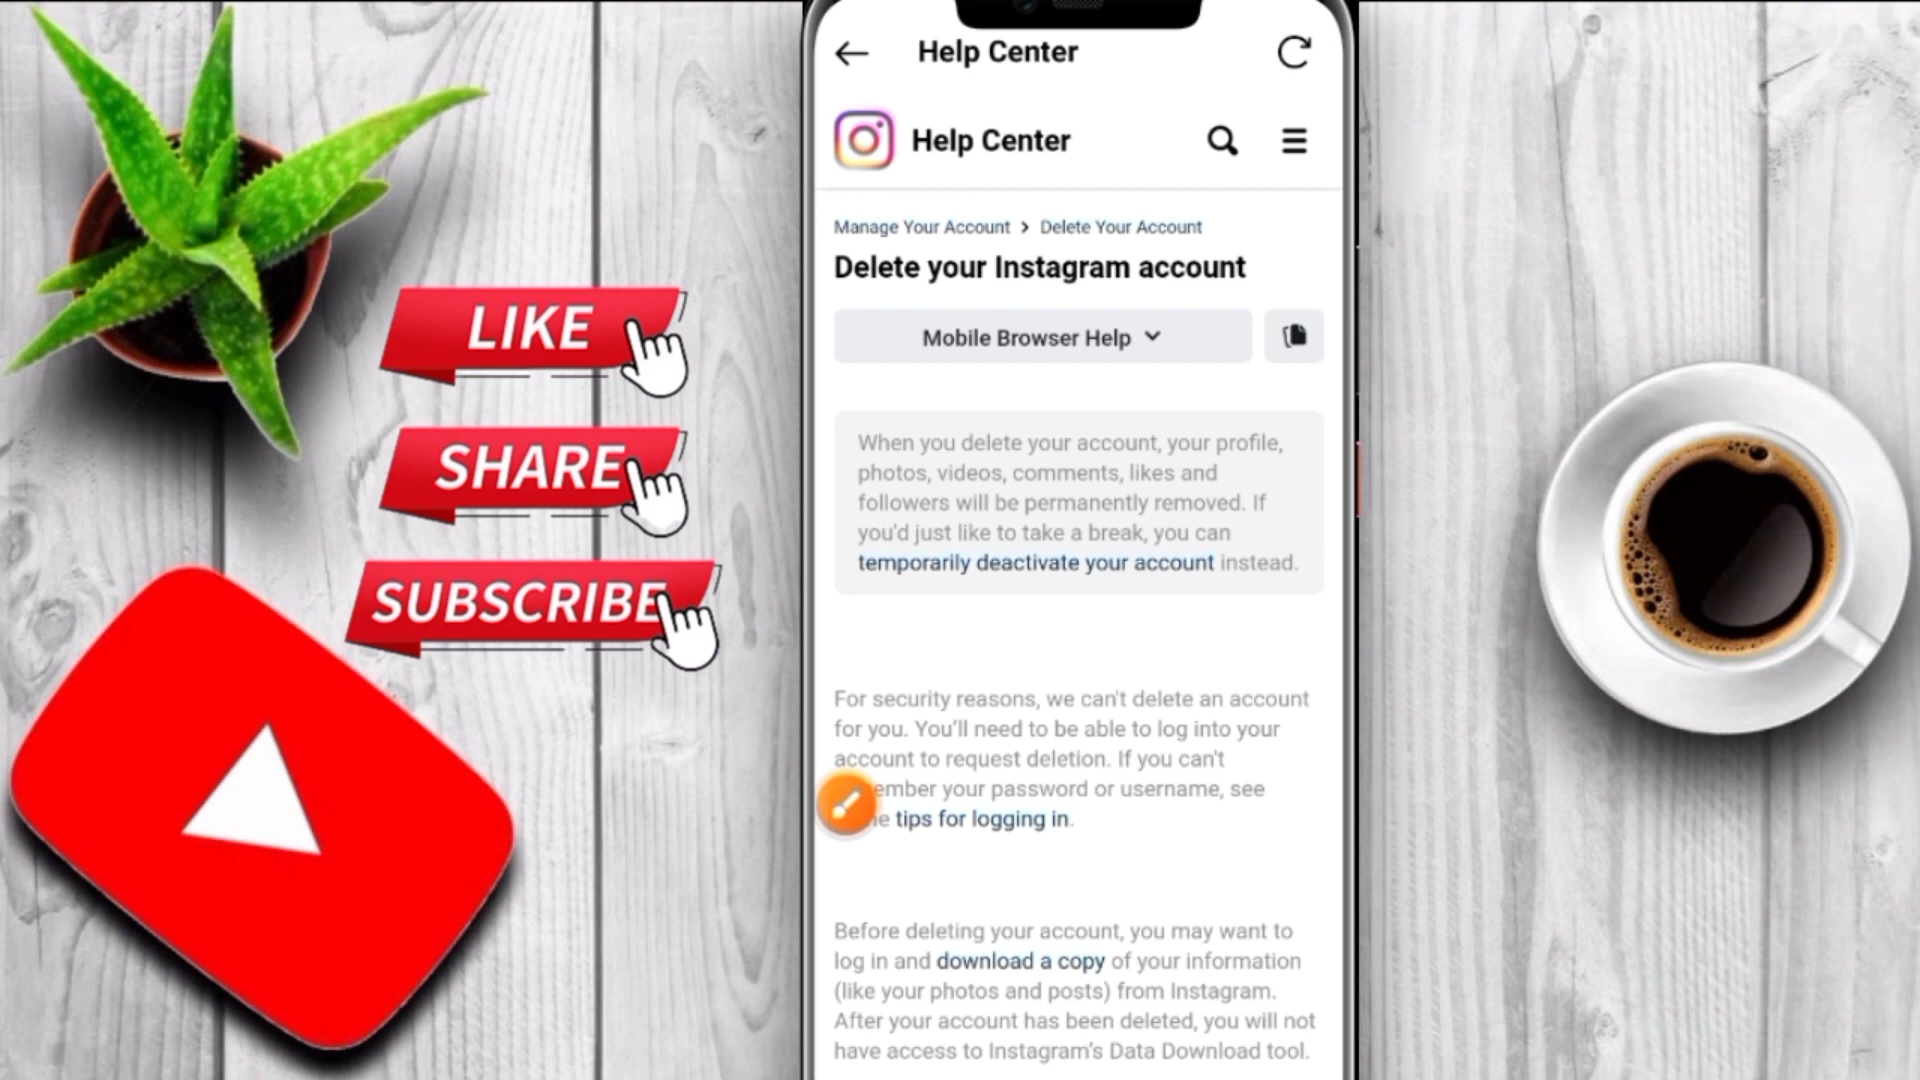 Help Center
Help Center
Manage Your Account > Delete Your Account
Delete your Instagram account
Mobile Browser Help
LIKE
SHARE
SUBSCRIBE
When you delete your account, your profile,
photos, videos, comments, likes and
followers will be permanently removed. If
you'd just like to take a break, you can
temporarily deactivate your account instead.
For security reasons, we can't delete an account
for you. You'll need to be able to log into your
account to request deletion. If you can't
ember your password or username, see
e tips for logging in.
Before deleting your account, you may want to
log in and download a copy of your information
(like your photos and posts) from Instagram.
After your account has been deleted, you will not
have access to Instagram's Data Download tool.